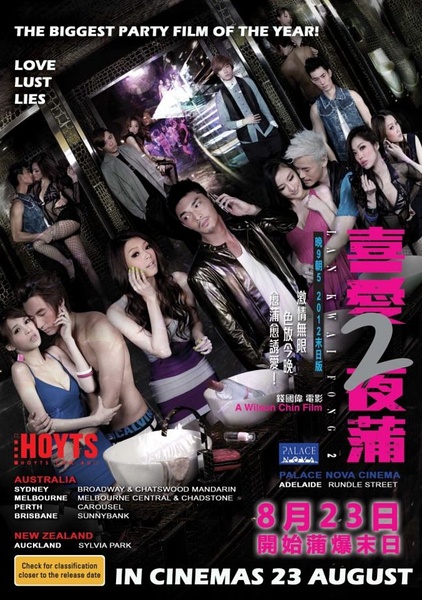 THE BIGGEST PARTY FILM OF THE YEAR!
LOVE
LUST
LIES
喜愛夜蒲2
LAN KWAI FONG 2
晚9朝5 2012末日版
激情無限
色放今晚
愈蒲愈誘愛！
錢國偉 電影
A Wilson Chin Film
CALVIN
HOYTS
PALACE
PALACE NOVA CINEMA
ADELAIDE RUNDLE STREET
AUSTRALIA
SYDNEY BROADWAY & CHATSWOOD MANDARIN
MELBOURNE MELBOURNE CENTRAL & CHADSTONE
PERTH CAROUSEL
BRISBANE SUNNYBANK
NEW ZEALAND
AUCKLAND SYLVIA PARK
8月23日
開始蒲爆末日
Check for classification
closer to the release date
IN CINEMAS 23 AUGUST